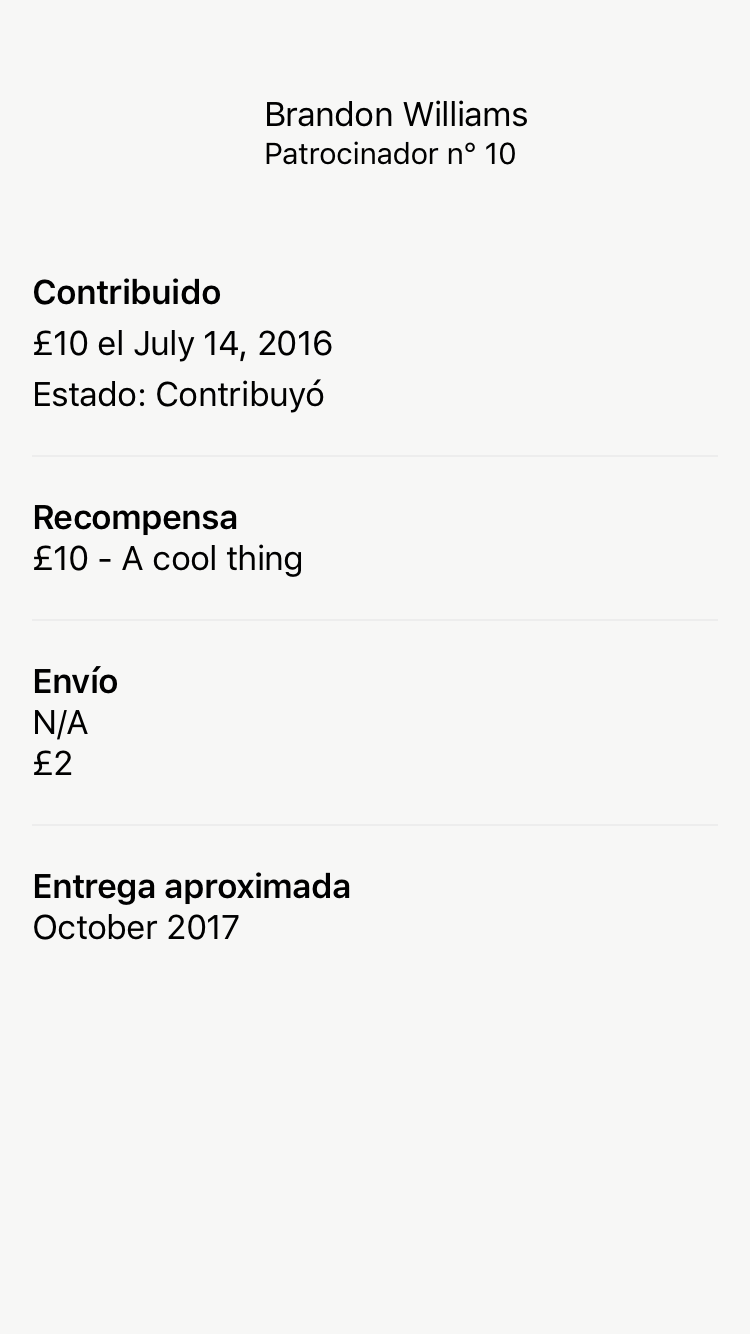 Brandon Williams
Patrocinador n° 10
Contribuido
£10 el July 14, 2016
Estado: Contribuyó
Recompensa
£10 - A cool thing
Envío
N/A
£2
Entrega aproximada
October 2017